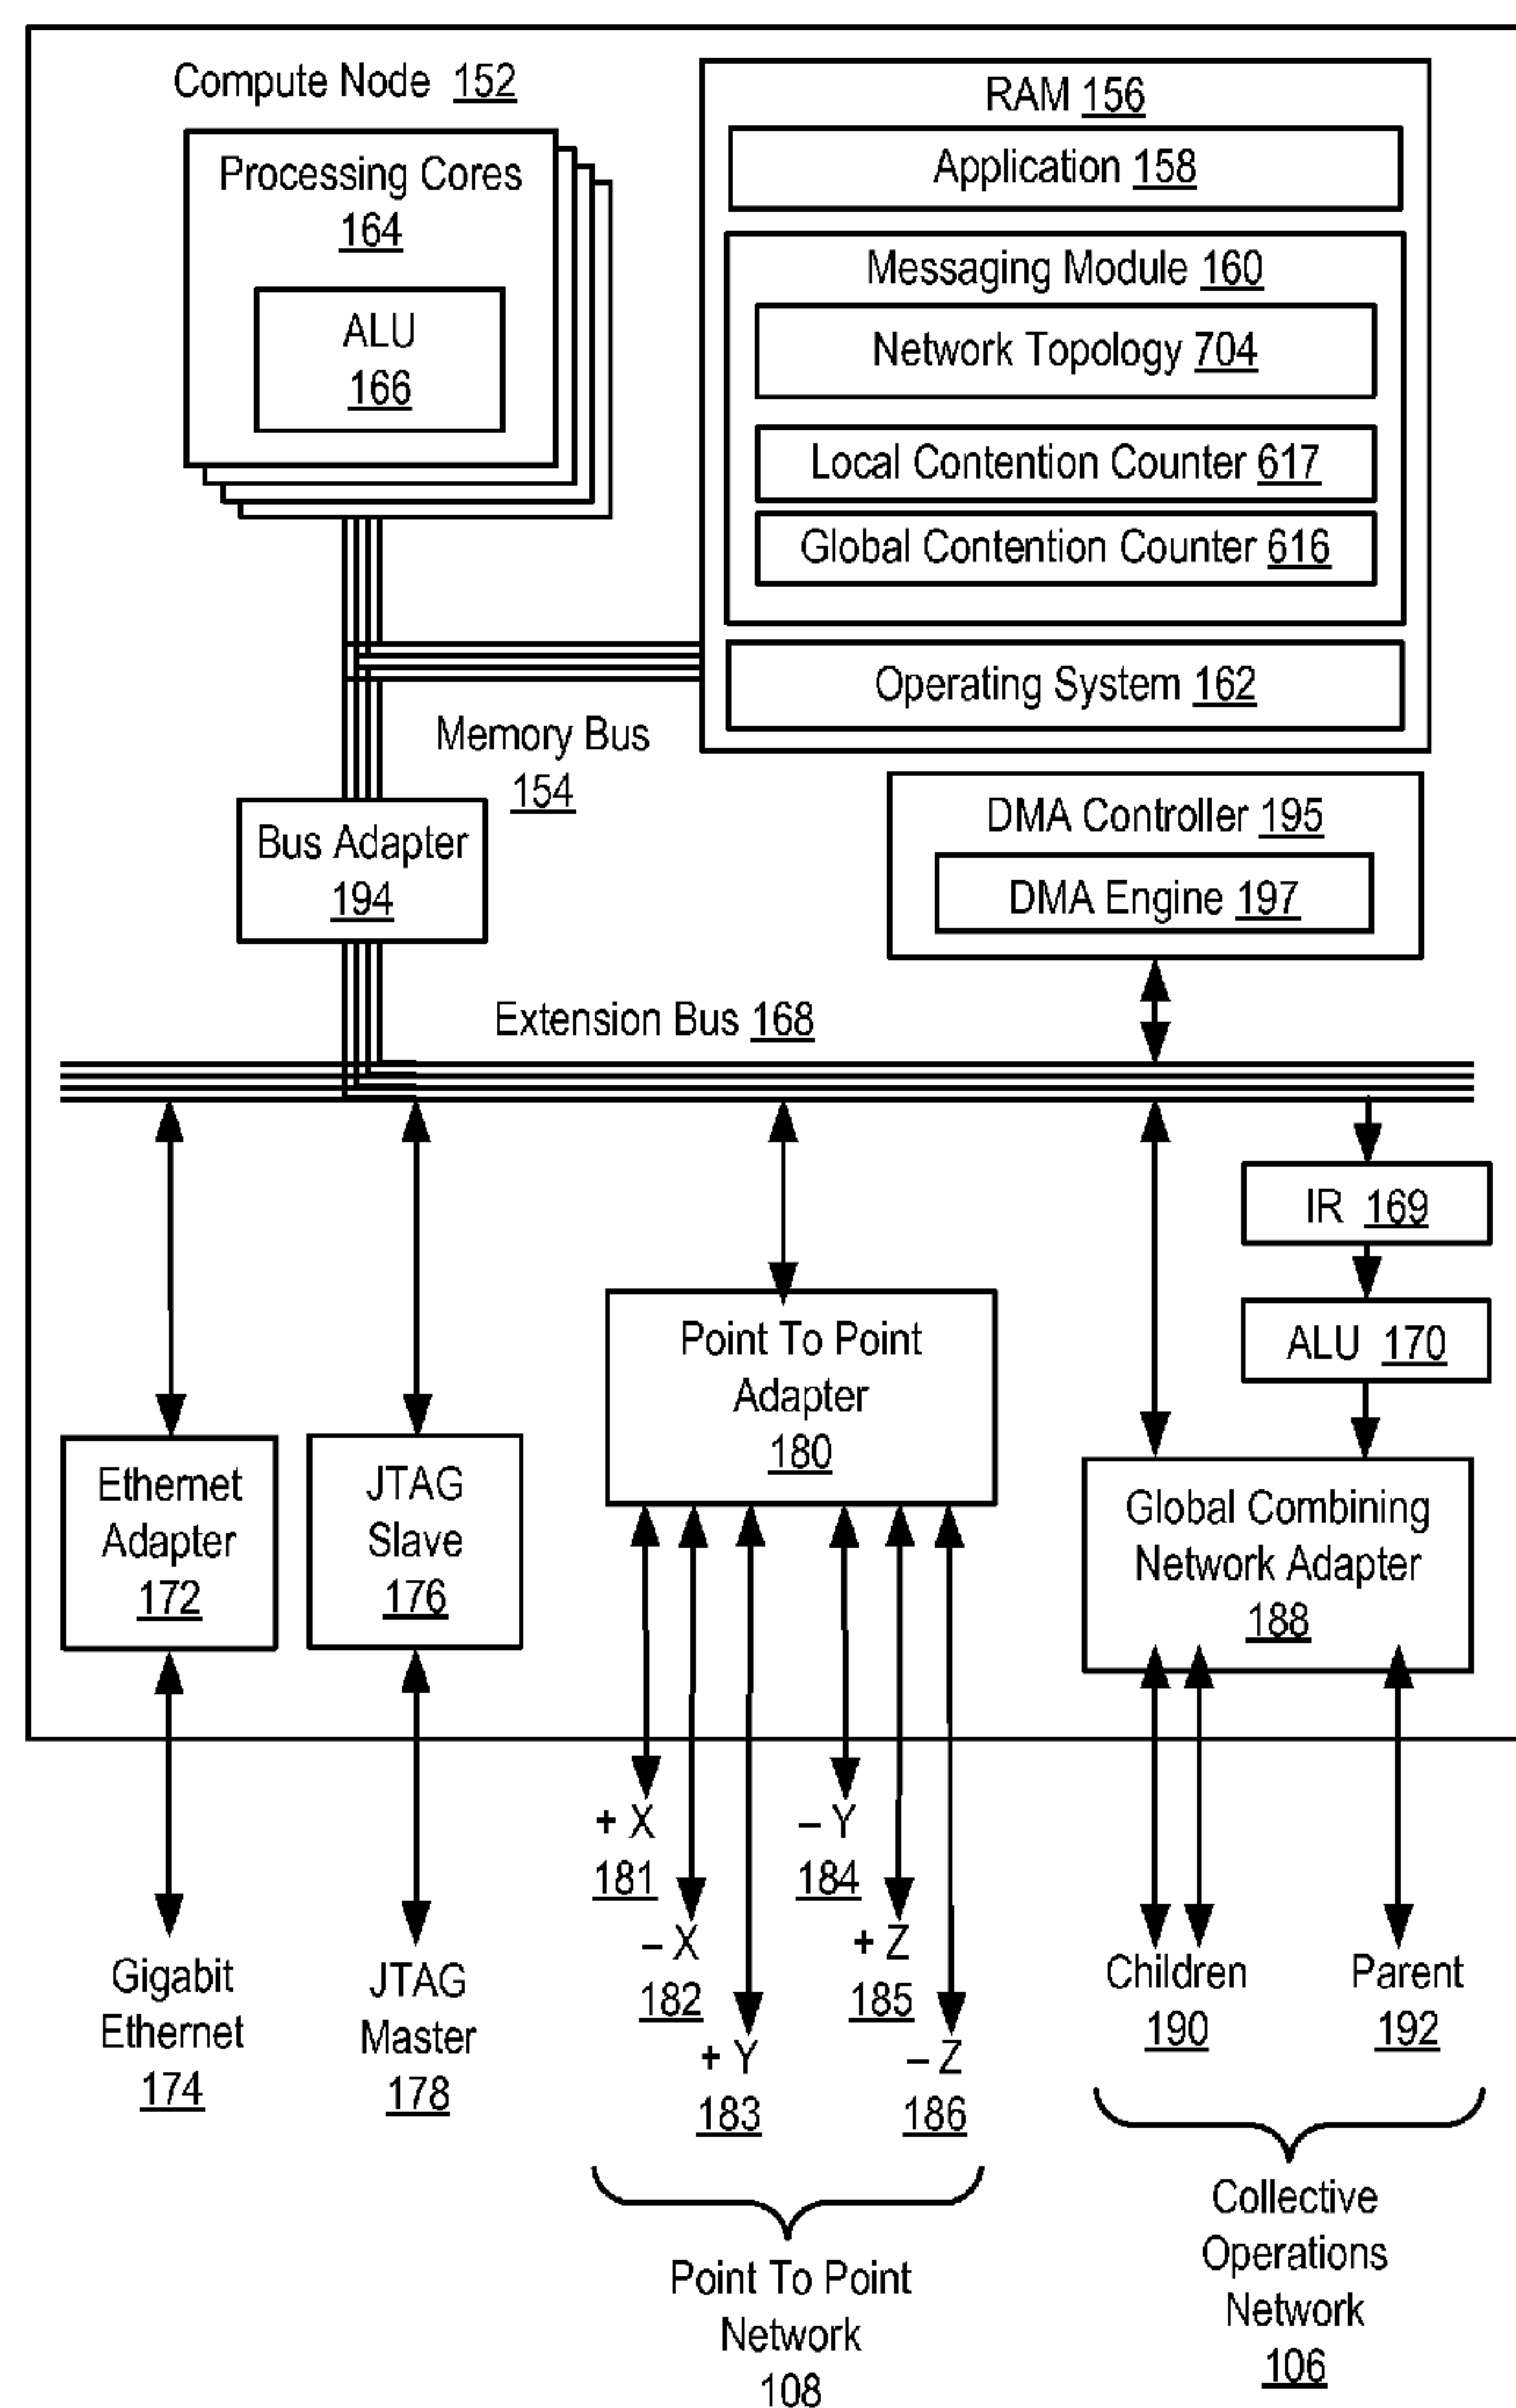 Compute Node 152
Processing Cores
164
ALU
166
RAM 156
Application 158
Messaging Module 160
Network Topology 704
Local Contention Counter 617
Global Contention Counter 616
Operating System 162
Memory Bus
154
Bus Adapter
194
DMA Controller 195
DMA Engine 197
Extension Bus 168
IR 169
ALU 170
Point To Point
Adapter
180
Ethernet
Adapter
172
JTAG
Slave
176
Global Combining
Network Adapter
188
+ X
181
– X
182
+ Y
183
– Y
184
+ Z
185
– Z
186
Gigabit
Ethernet
174
JTAG
Master
178
Children
190
Parent
192
Point To Point
Network
108
Collective
Operations
Network
106